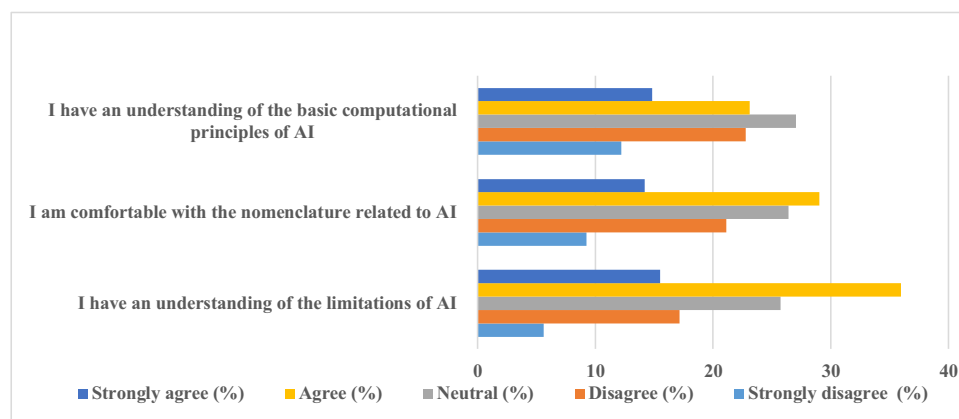 I have an understanding of the basic computational
principles of AI
I am comfortable with the nomenclature related to AI
I have an understanding of the limitations of AI
0 10 20 30 40
Strongly agree (%) Agree (%) Neutral (%) Disagree (%) Strongly disagree (%)